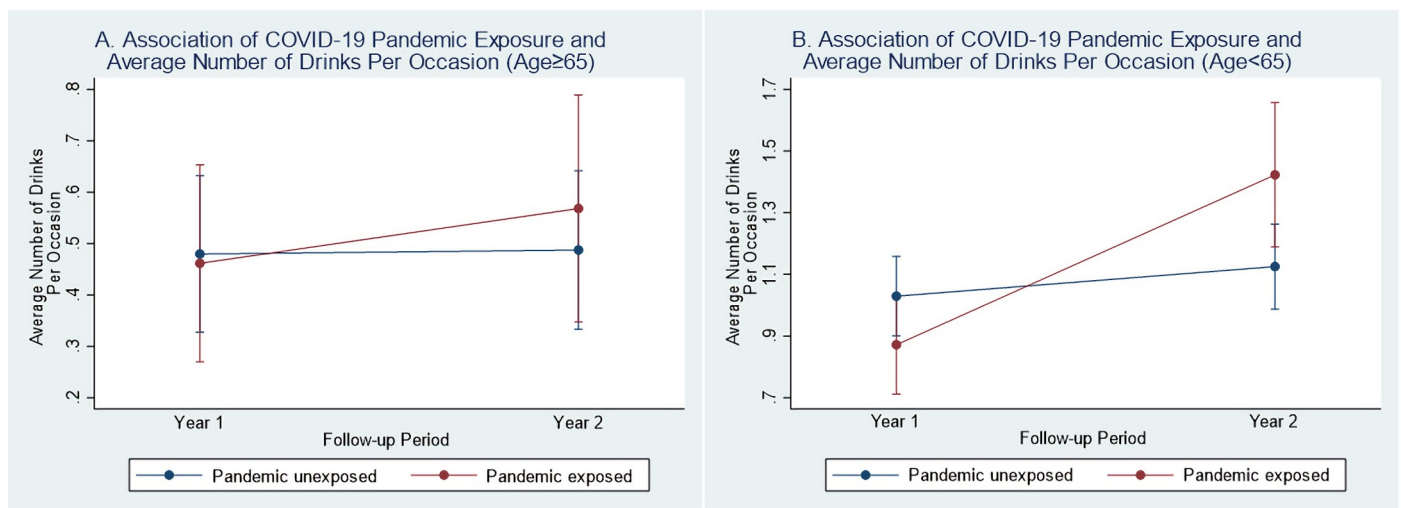 A. Association of COVID-19 Pandemic Exposure and
Average Number of Drinks Per Occasion (Age≥65)
Average Number of Drinks
Per Occasion
.8
.7
.6
.5
.4
.3
.2
Year 1
Year 2
Follow-up Period
Pandemic unexposed
Pandemic exposed
B. Association of COVID-19 Pandemic Exposure and
Average Number of Drinks Per Occasion (Age<65)
Average Number of Drinks
Per Occasion
1.7
1.5
1.3
1.1
.9
.7
Year 1
Year 2
Follow-up Period
Pandemic unexposed
Pandemic exposed